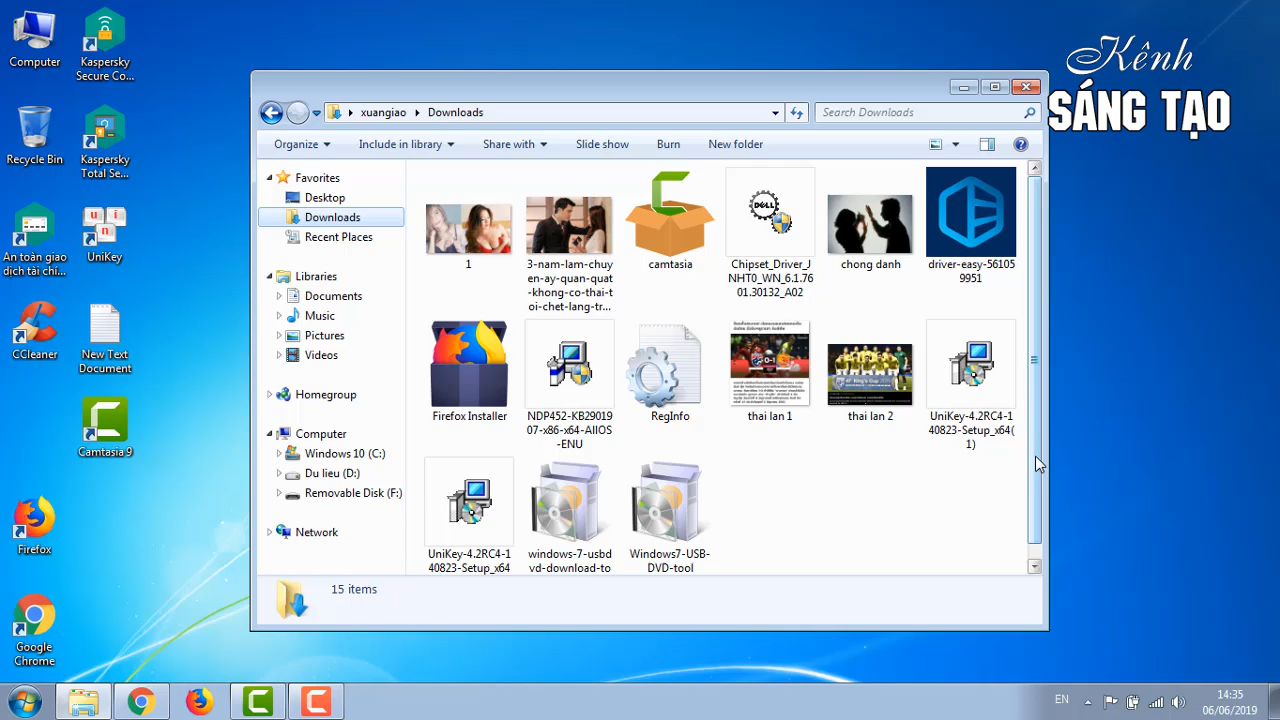 Computer
Kaspersky
Secure Co...
Kênh
SÁNG TẠO
Recycle Bin
Kaspersky
Total Se...
An toàn giao
dịch tài chí...
UniKey
CCleaner
New Text
Document
Camtasia 9
Firefox
Google
Chrome
xuangiao
Downloads
Search Downloads
Organize
Include in library
Share with
Slide show
Burn
New folder
Favorites
Desktop
Downloads
Recent Places
Libraries
Documents
Music
Pictures
Videos
Homegroup
Computer
Windows 10 (C:)
Du lieu (D:)
Removable Disk (F:)
Network
1
3-nam-lam-chuy
en-ay-quan-quat
-khong-co-thai-t
oi-chet-lang-tr...
camtasia
DELL
Chipset_Driver_J
NHT0_WN_6.1.76
01.30132_A02
chong danh
driver-easy-56105
9951
Firefox Installer
NDP452-KB29019
07-x86-x64-AllOS
-ENU
RegInfo
0-1
thai lan 1
thai lan 2
UniKey-4.2RC4-1
40823-Setup_x64(
1)
UniKey-4.2RC4-1
40823-Setup_x64
windows-7-usbd
vd-download-to
Windows7-USB-
DVD-tool
15 items
EN
14:35
06/06/2019